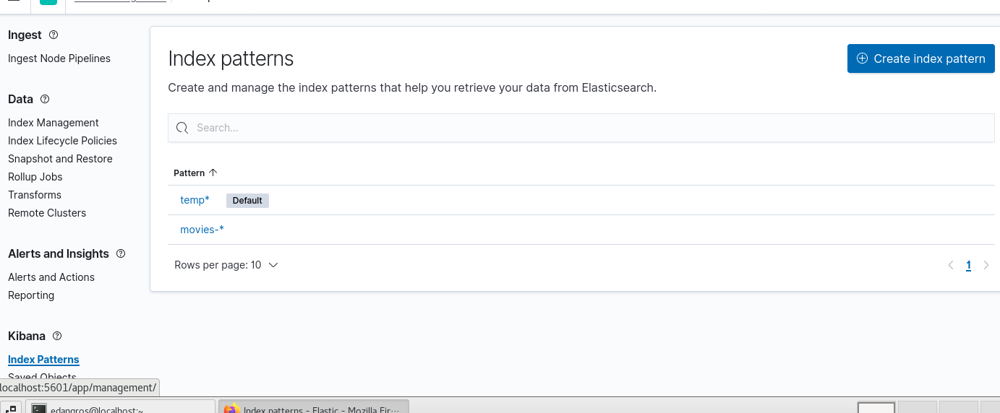 Ingest
Ingest Node Pipelines
Data
Index Management
Index Lifecycle Policies
Snapshot and Restore
Rollup Jobs
Transforms
Remote Clusters
Alerts and Insights
Alerts and Actions
Reporting
Kibana
Index Patterns
Saved Objects
Index patterns
Create index pattern
Create and manage the index patterns that help you retrieve your data from Elasticsearch.
Search...
Pattern
temp* Default
movies-*
Rows per page: 10
1
localhost:5601/app/management/
edangros@localhost:~
Index patterns - Elastic - Mozilla Fir···